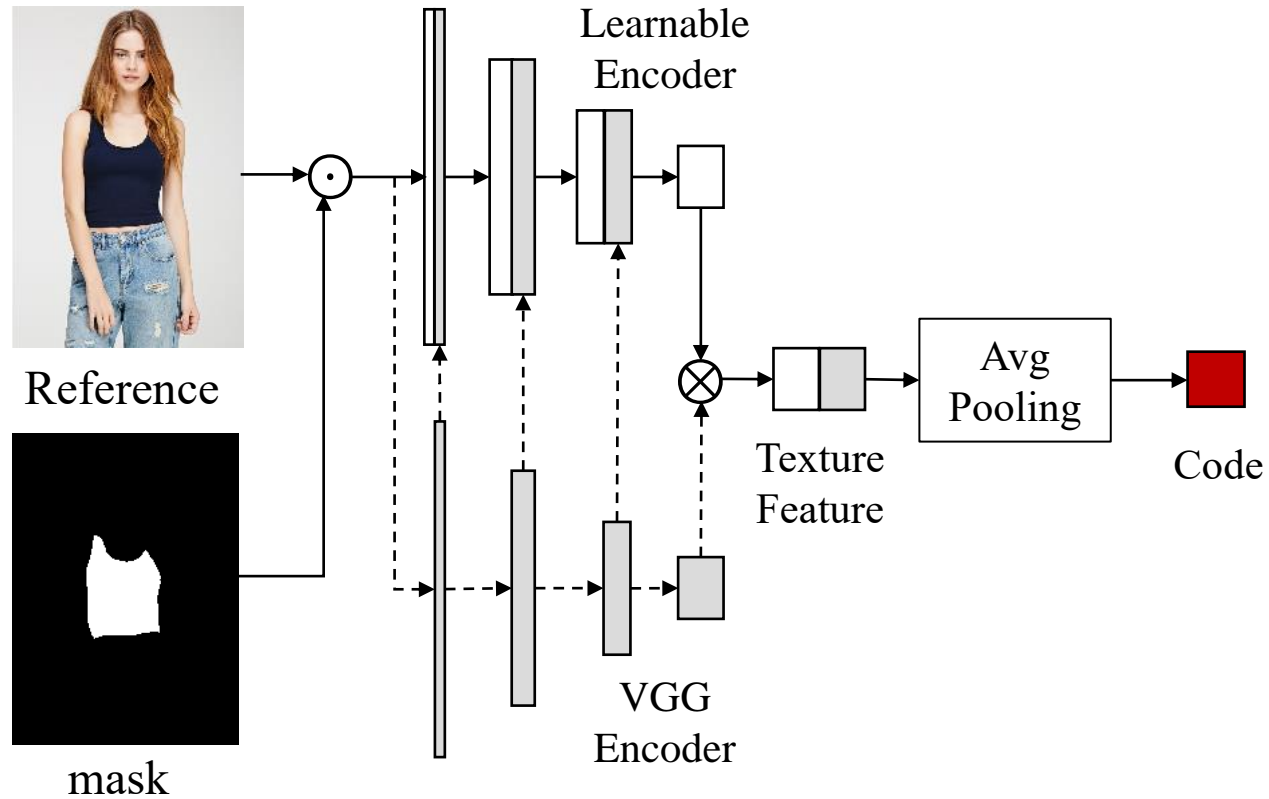 Learnable
Encoder
Reference
Avg
Pooling
Texture
Feature
Code
VGG
Encoder
mask